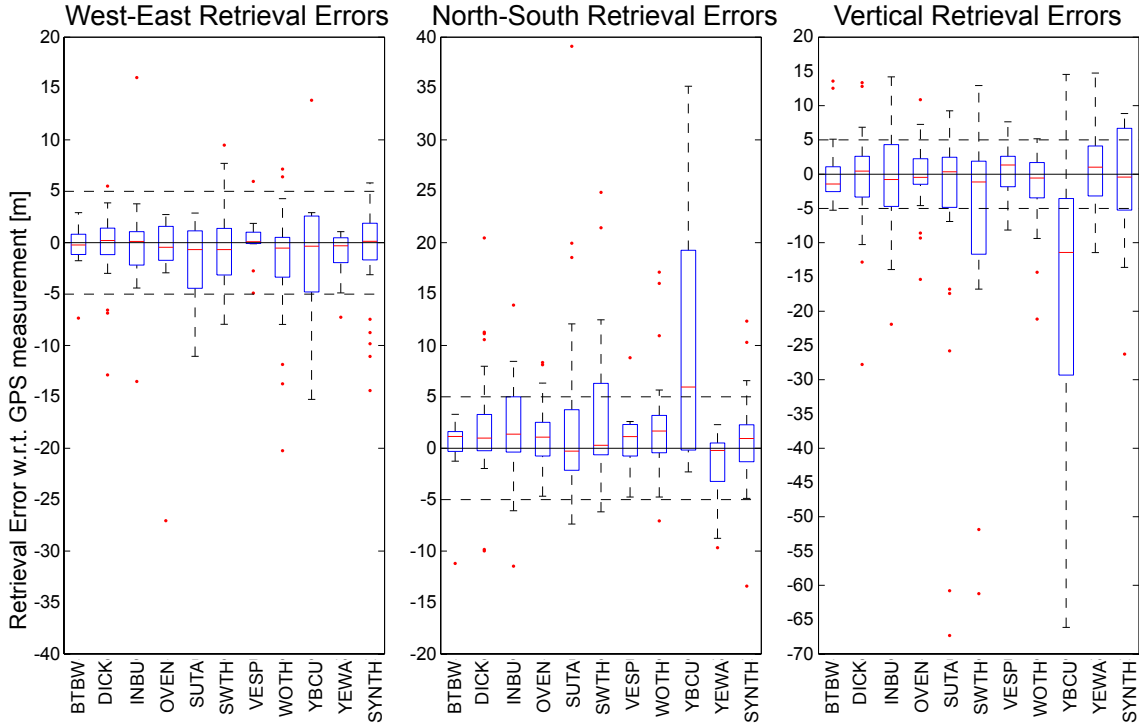 West-East Retrieval Errors
North-South Retrieval Errors
Vertical Retrieval Errors
Retrieval Error w.r.t. GPS measurement [m]
20
15
10
5
0
-5
-10
-15
-20
-25
-30
-35
-40
BTBW
DICK
INBU
OVEN
SUTA
SWTH
VESP
WOTH
YBCU
YEWA
SYNTH
40
35
30
25
20
15
10
5
0
-5
-10
-15
-20
BTBW
DICK
INBU
OVEN
SUTA
SWTH
VESP
WOTH
YBCU
YEWA
SYNTH
20
15
10
5
0
-5
-10
-15
-20
-25
-30
-35
-40
-45
-50
-55
-60
-65
-70
BTBW
DICK
INBU
OVEN
SUTA
SWTH
VESP
WOTH
YBCU
YEWA
SYNTH